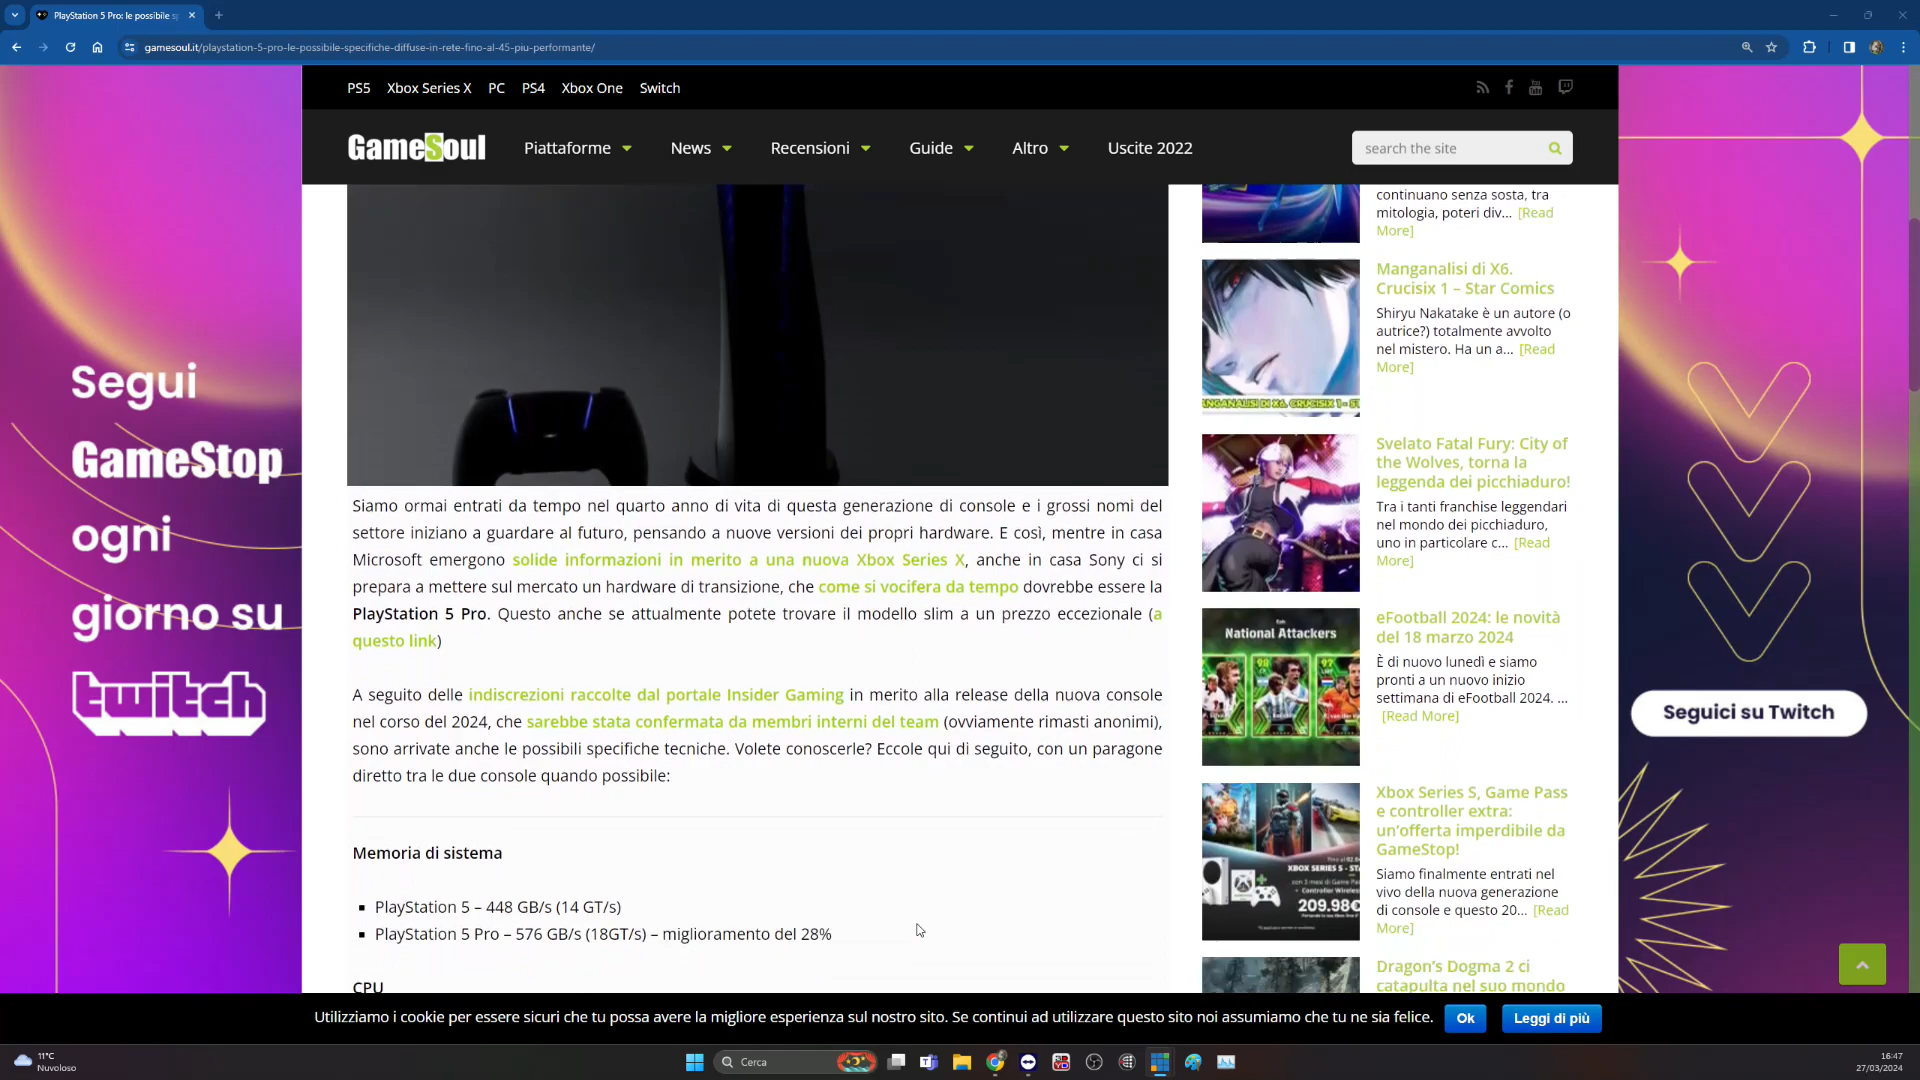 PlayStation 5 Pro: le possibile s
gamesoul.it/playstation-5-pro-le-possibile-specifiche-diffuse-in-rete-fino-al-45-piu-performante/
PS5 Xbox Series X PC PS4 Xbox One Switch
GameSoul
Piattaforme News Recensioni Guide Altro Uscite 2022
search the site
Segui
GameStop
ogni
giorno su
twitch
Siamo ormai entrati da tempo nel quarto anno di vita di questa generazione di console e i grossi nomi del
settore iniziano a guardare al futuro, pensando a nuove versioni dei propri hardware. E così, mentre in casa
Microsoft emergono solide informazioni in merito a una nuova Xbox Series X, anche in casa Sony ci si
prepara a mettere sul mercato un hardware di transizione, che come si vocifera da tempo dovrebbe essere la
PlayStation 5 Pro. Questo anche se attualmente potete trovare il modello slim a un prezzo eccezionale (a
questo link)
A seguito delle indiscrezioni raccolte dal portale Insider Gaming in merito alla release della nuova console
nel corso del 2024, che sarebbe stata confermata da membri interni del team (ovviamente rimasti anonimi),
sono arrivate anche le possibili specifiche tecniche. Volete conoscerle? Eccole qui di seguito, con un paragone
diretto tra le due console quando possibile:
Memoria di sistema
PlayStation 5 – 448 GB/s (14 GT/s)
PlayStation 5 Pro – 576 GB/s (18GT/s) – miglioramento del 28%
CPU
continuano senza sosta, tra
mitologia, poteri div... [Read
More]
Manganalisi di X6.
Crucisix 1 – Star Comics
Shiryu Nakatake è un autore (o
autrice?) totalmente avvolto
nel mistero. Ha un a... [Read
More]
Svelato Fatal Fury: City of
the Wolves, torna la
leggenda dei picchiaduro!
Tra i tanti franchise leggendari
nel mondo dei picchiaduro,
uno in particolare c... [Read
More]
National Attackers
eFootball 2024: le novità
del 18 marzo 2024
È di nuovo lunedì e siamo
pronti a un nuovo inizio
settimana di eFootball 2024. ...
[Read More]
209.98€
Xbox Series S, Game Pass
e controller extra:
un'offerta imperdibile da
GameStop!
Siamo finalmente entrati nel
vivo della nuova generazione
di console e questo 20... [Read
More]
Dragon's Dogma 2 ci
catapulta nel suo mondo
Seguici su Twitch
Utilizziamo i cookie per essere sicuri che tu possa avere la migliore esperienza sul nostro sito. Se continui ad utilizzare questo sito noi assumiamo che tu ne sia felice.
Ok
Leggi di più
11°C
Nuvoloso
Cerca
16:47
27/03/2024